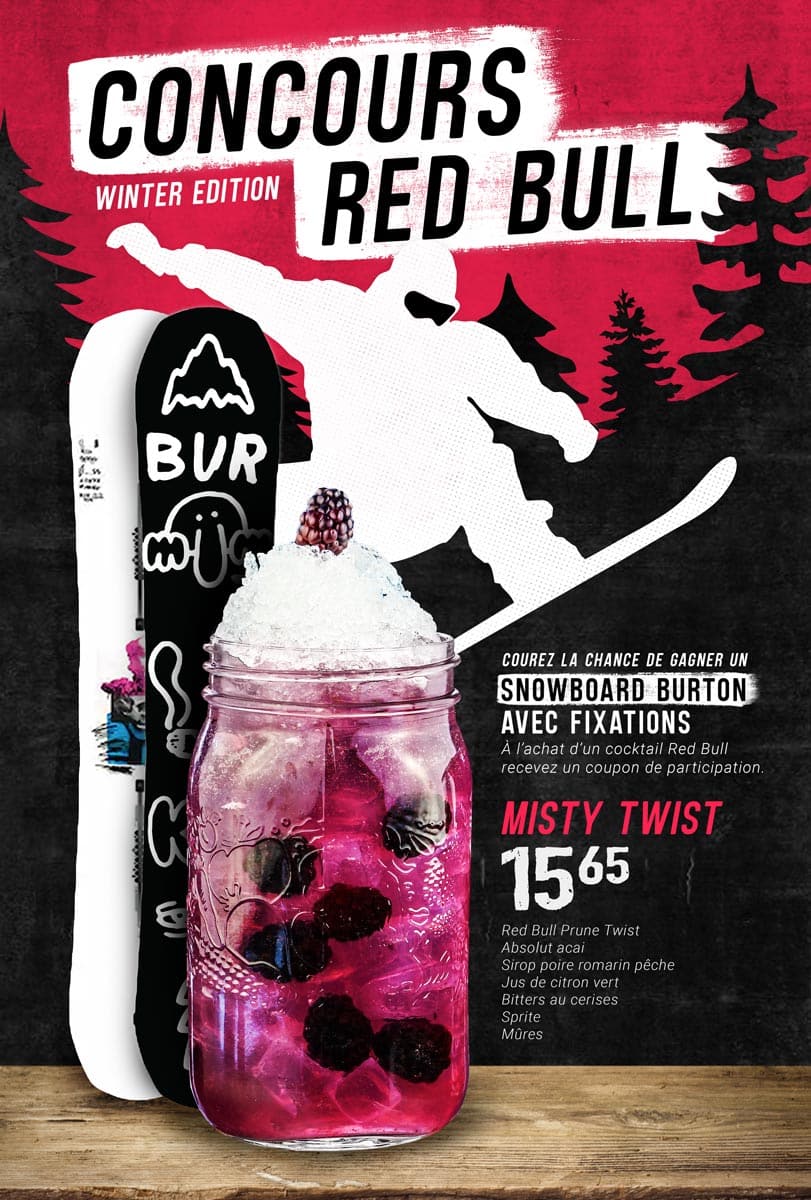 CONCOURS
RED BULL
WINTER EDITION
BUR
COUREZ LA CHANCE DE GAGNER UN
SNOWBOARD BURTON
AVEC FIXATIONS
À l'achat d'un cocktail Red Bull
recevez un coupon de participation.
MISTY TWIST
15 65
Red Bull Prune Twist
Absolut acai
Sirop poire romarin pêche
Jus de citron vert
Bitters au cerises
Sprite
Mûres